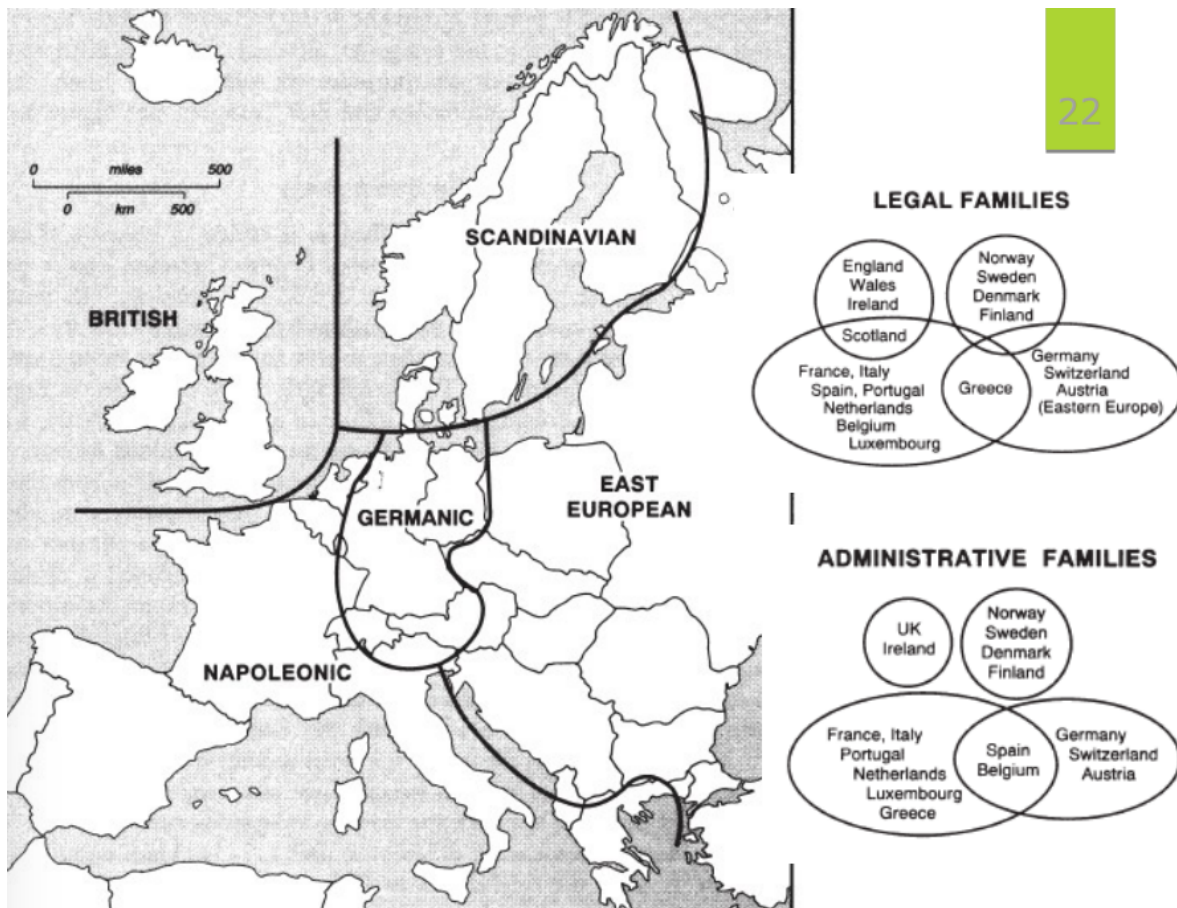 0 miles 500
0 km 500
SCANDINAVIAN
BRITISH
EAST
EUROPEAN
GERMANIC
NAPOLEONIC
22
LEGAL FAMILIES
England
Wales
Ireland
Scotland
Norway
Sweden
Denmark
Finland
France, Italy
Spain, Portugal
Netherlands
Belgium
Luxembourg
Greece
Germany
Switzerland
Austria
(Eastern Europe)
ADMINISTRATIVE FAMILIES
UK
Ireland
Norway
Sweden
Denmark
Finland
France, Italy
Portugal
Netherlands
Luxembourg
Greece
Spain
Belgium
Germany
Switzerland
Austria